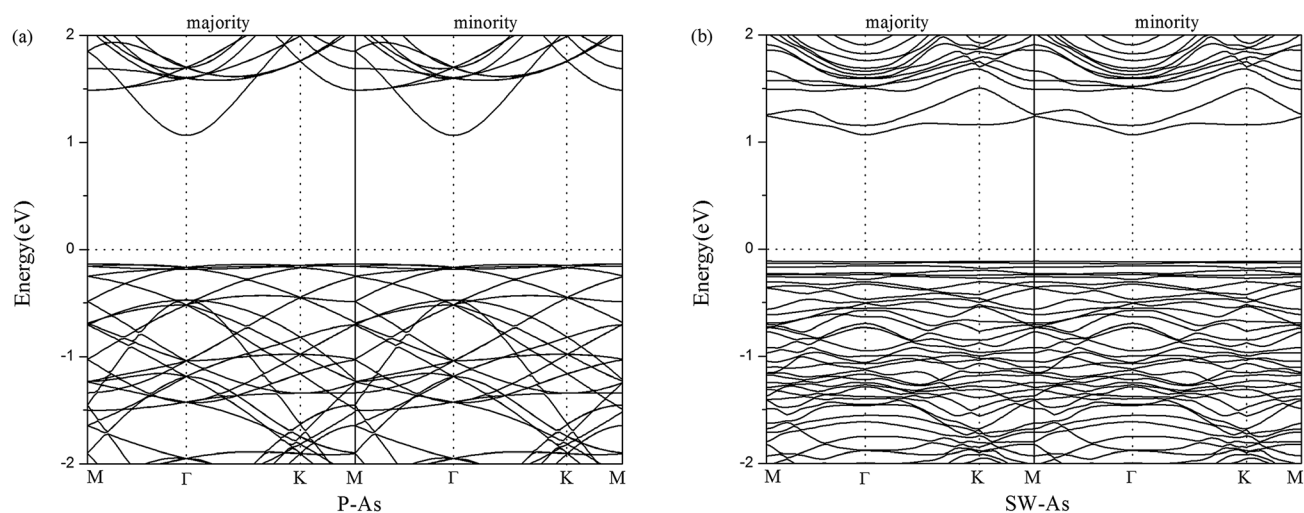 (a)
majority
minority
2
1
0
-1
-2
Energy(eV)
M
Γ
K
M
Γ
K
M
P-As
(b)
majority
minority
2
1
0
-1
-2
Energy(eV)
M
Γ
K
M
Γ
K
M
SW-As